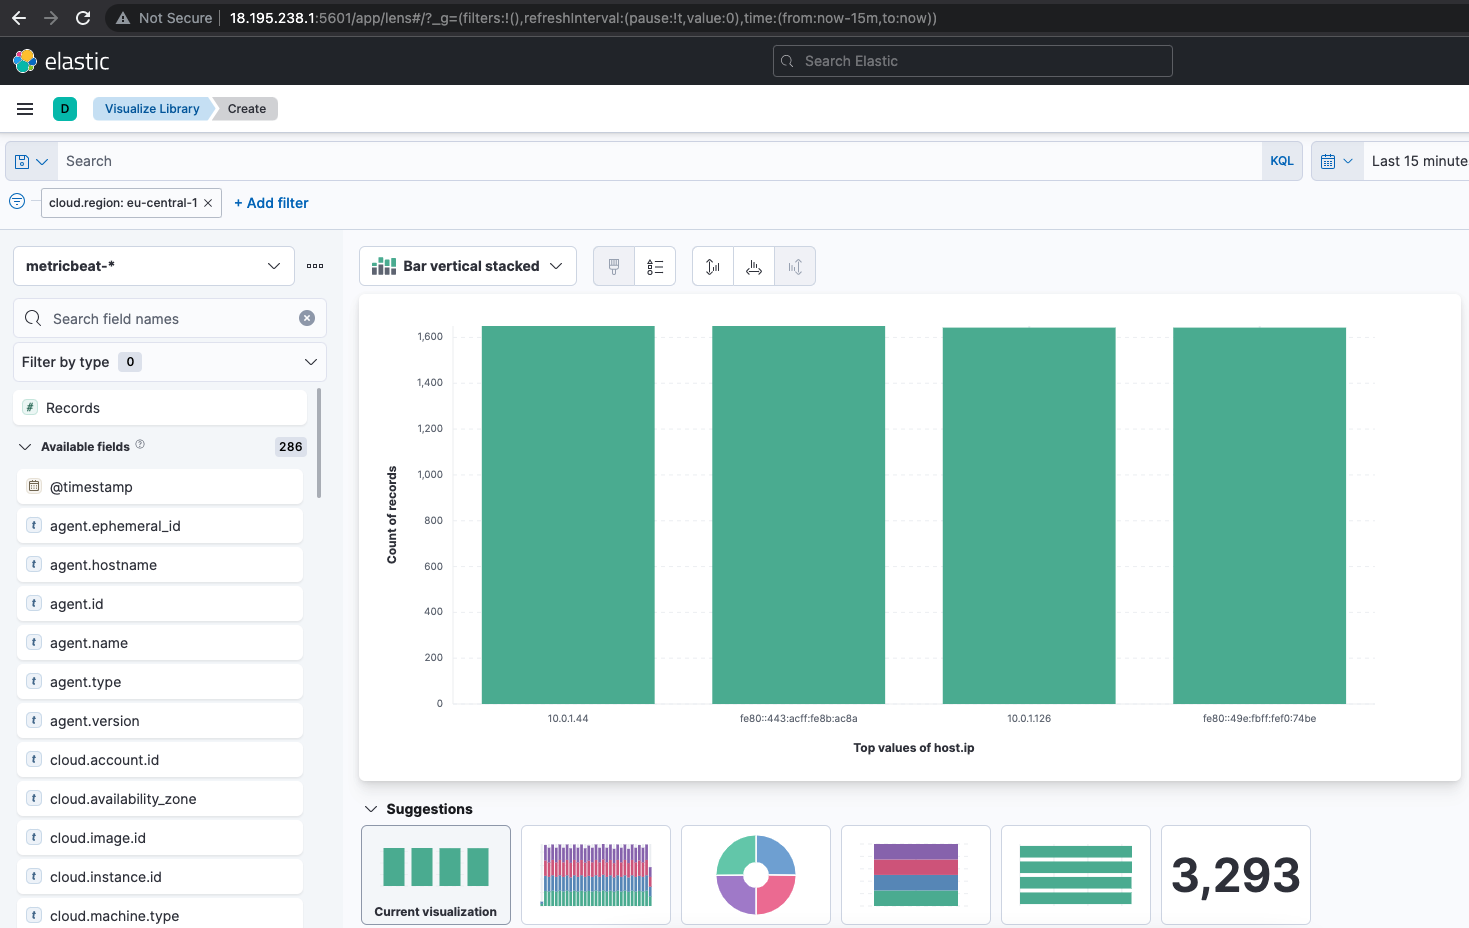 Not Secure | 18.195.238.1:5601/app/lens#/?_g=(filters:!(),refreshInterval:(pause:!t,value:0),time:(from:now-15m,to:now))
elastic
Search Elastic
D Visualize Library Create
Search KQL Last 15 minute
cloud.region: eu-central-1 × + Add filter
metricbeat-*
Bar vertical stacked
Search field names
Filter by type 0
# Records
Available fields 286
@timestamp
t agent.ephemeral_id
t agent.hostname
t agent.id
t agent.name
t agent.type
t agent.version
t cloud.account.id
t cloud.availability_zone
t cloud.image.id
t cloud.instance.id
t cloud.machine.type
Count of records
1,600
1,400
1,200
1,000
800
600
400
200
0
10.0.1.44 fe80::443:acff:fe8b:ac8a 10.0.1.126 fe80::49e:fbff:fef0:74be
Top values of host.ip
Suggestions
Current visualization
3,293